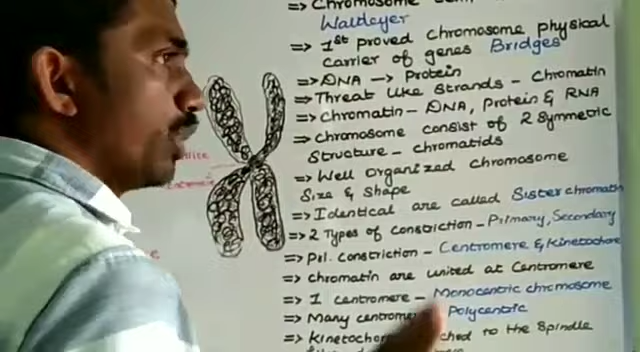 => Chromosome
Waldeyer
=> 1st proved chromosome physical
carrier of genes Bridges
=> DNA -> Protein
=> Threat like strands - chromatin
=> chromatin - DNA, Protein & RNA
=> chromosome consist of 2 symmetric
structure - chromatids
=> Well organized chromosome
size & shape
=> Identical are called Sister chromatin
=> 2 Types of constriction - Primary, Secondary
=> Pri. constriction - Centromere & Kinetochore
=> chromatin are united at centromere
=> 1 centromere - Monocentric chromosome
=> Many centrome Polycentric
=> Kinetochor ched to the Spindle